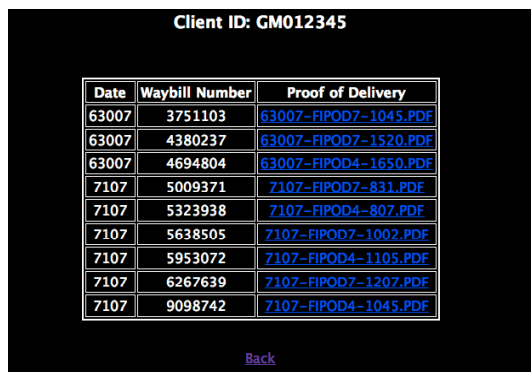 Client ID: GM012345
Date Waybill Number Proof of Delivery
63007 3751103 63007-FIPOD7-1045.PDF
63007 4380237 63007-FIPOD7-1520.PDF
63007 4694804 63007-FIPOD4-1650.PDF
7107 5009371 7107-FIPOD7-831.PDF
7107 5323938 7107-FIPOD4-807.PDF
7107 5638505 7107-FIPOD7-1002.PDF
7107 5953072 7107-FIPOD4-1105.PDF
7107 6267639 7107-FIPOD7-1207.PDF
7107 9098742 7107-FIPOD4-1045.PDF
Back